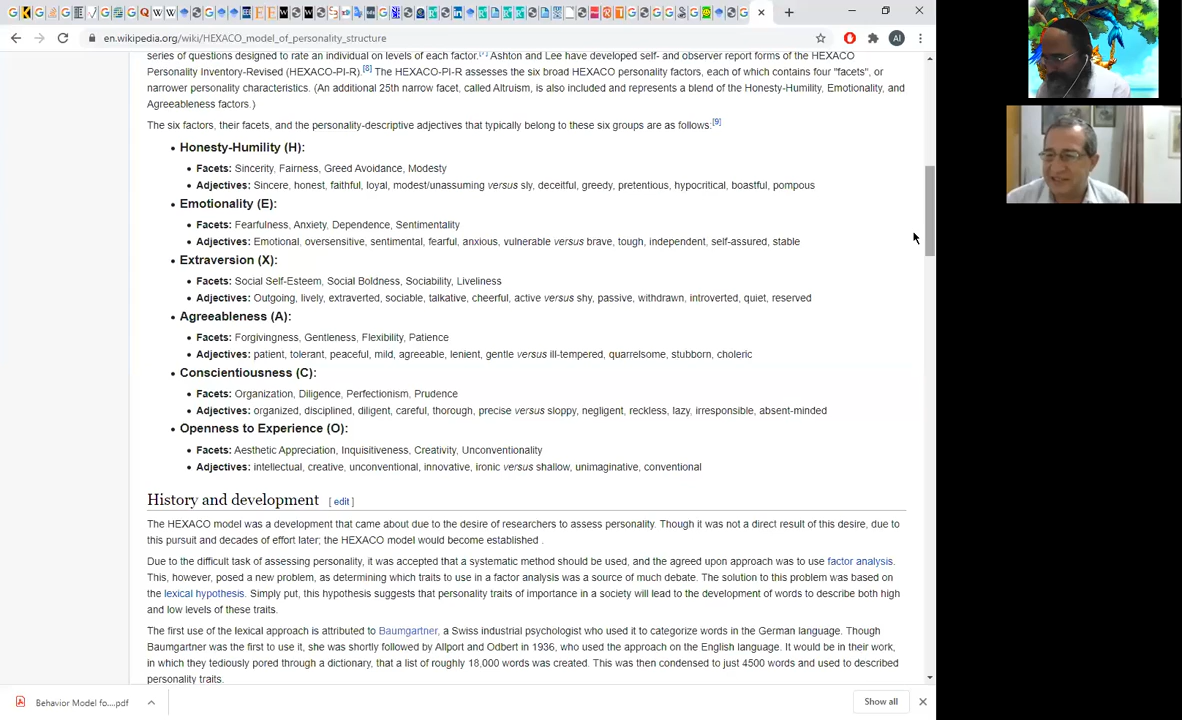 en.wikipedia.org/wiki/HEXACO_model_of_personality_structure
AI
series of questions designed to rate an individual on levels of each factor.[7] Ashton and Lee have developed self- and observer report forms of the HEXACO
Personality Inventory-Revised (HEXACO-PI-R).[8] The HEXACO-PI-R assesses the six broad HEXACO personality factors, each of which contains four "facets", or
narrower personality characteristics. (An additional 25th narrow facet, called Altruism, is also included and represents a blend of the Honesty-Humility, Emotionality, and
Agreeableness factors.)
The six factors, their facets, and the personality-descriptive adjectives that typically belong to these six groups are as follows:[9]
• Honesty-Humility (H):
• Facets: Sincerity, Fairness, Greed Avoidance, Modesty
• Adjectives: Sincere, honest, faithful, loyal, modest/unassuming versus sly, deceitful, greedy, pretentious, hypocritical, boastful, pompous
• Emotionality (E):
• Facets: Fearfulness, Anxiety, Dependence, Sentimentality
• Adjectives: Emotional, oversensitive, sentimental, fearful, anxious, vulnerable versus brave, tough, independent, self-assured, stable
• Extraversion (X):
• Facets: Social Self-Esteem, Social Boldness, Sociability, Liveliness
• Adjectives: Outgoing, lively, extraverted, sociable, talkative, cheerful, active versus shy, passive, withdrawn, introverted, quiet, reserved
• Agreeableness (A):
• Facets: Forgivingness, Gentleness, Flexibility, Patience
• Adjectives: patient, tolerant, peaceful, mild, agreeable, lenient, gentle versus ill-tempered, quarrelsome, stubborn, choleric
• Conscientiousness (C):
• Facets: Organization, Diligence, Perfectionism, Prudence
• Adjectives: organized, disciplined, diligent, careful, thorough, precise versus sloppy, negligent, reckless, lazy, irresponsible, absent-minded
• Openness to Experience (O):
• Facets: Aesthetic Appreciation, Inquisitiveness, Creativity, Unconventionality
• Adjectives: intellectual, creative, unconventional, innovative, ironic versus shallow, unimaginative, conventional
History and development [ edit ]
The HEXACO model was a development that came about due to the desire of researchers to assess personality. Though it was not a direct result of this desire, due to
this pursuit and decades of effort later; the HEXACO model would become established .
Due to the difficult task of assessing personality, it was accepted that a systematic method should be used, and the agreed upon approach was to use factor analysis.
This, however, posed a new problem, as determining which traits to use in a factor analysis was a source of much debate. The solution to this problem was based on
the lexical hypothesis. Simply put, this hypothesis suggests that personality traits of importance in a society will lead to the development of words to describe both high
and low levels of these traits.
The first use of the lexical approach is attributed to Baumgartner, a Swiss industrial psychologist who used it to categorize words in the German language. Though
Baumgartner was the first to use it, she was shortly followed by Allport and Odbert in 1936, who used the approach on the English language. It would be in their work,
in which they tediously pored through a dictionary, that a list of roughly 18,000 words was created. This was then condensed to just 4500 words and used to described
personality traits.
Behavior Model fo....pdf
Show all